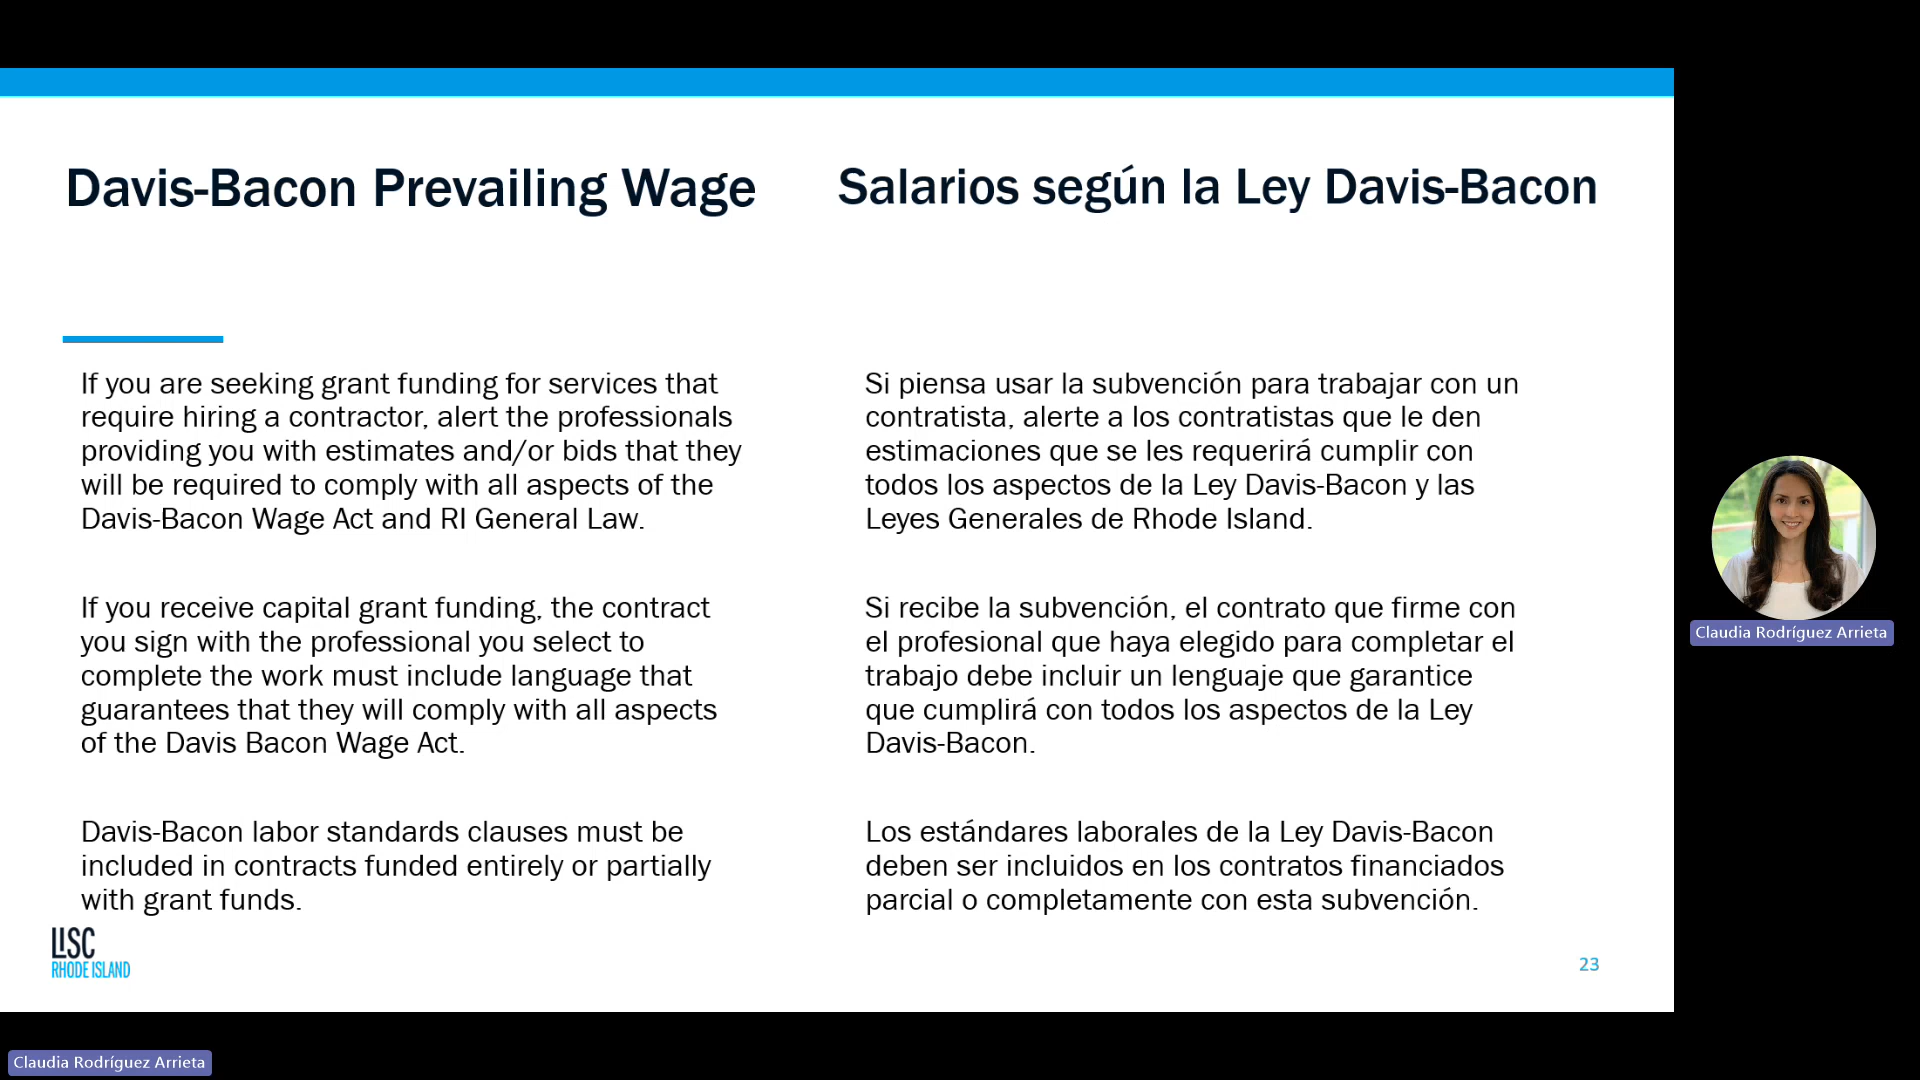 Davis-Bacon Prevailing Wage
If you are seeking grant funding for services that
require hiring a contractor, alert the professionals
providing you with estimates and/or bids that they
will be required to comply with all aspects of the
Davis-Bacon Wage Act and RI General Law.
If you receive capital grant funding, the contract
you sign with the professional you select to
complete the work must include language that
guarantees that they will comply with all aspects
of the Davis Bacon Wage Act.
Davis-Bacon labor standards clauses must be
included in contracts funded entirely or partially
with grant funds.
Salarios según la Ley Davis-Bacon
Si piensa usar la subvención para trabajar con un
contratista, alerte a los contratistas que le den
estimaciones que se les requerirá cumplir con
todos los aspectos de la Ley Davis-Bacon y las
Leyes Generales de Rhode Island.
Si recibe la subvención, el contrato que firme con
el profesional que haya elegido para completar el
trabajo debe incluir un lenguaje que garantice
que cumplirá con todos los aspectos de la Ley
Davis-Bacon.
Los estándares laborales de la Ley Davis-Bacon
deben ser incluidos en los contratos financiados
parcial o completamente con esta subvención.
LISC
RHODE ISLAND
23
Claudia Rodríguez Arrieta
Claudia Rodríguez Arrieta